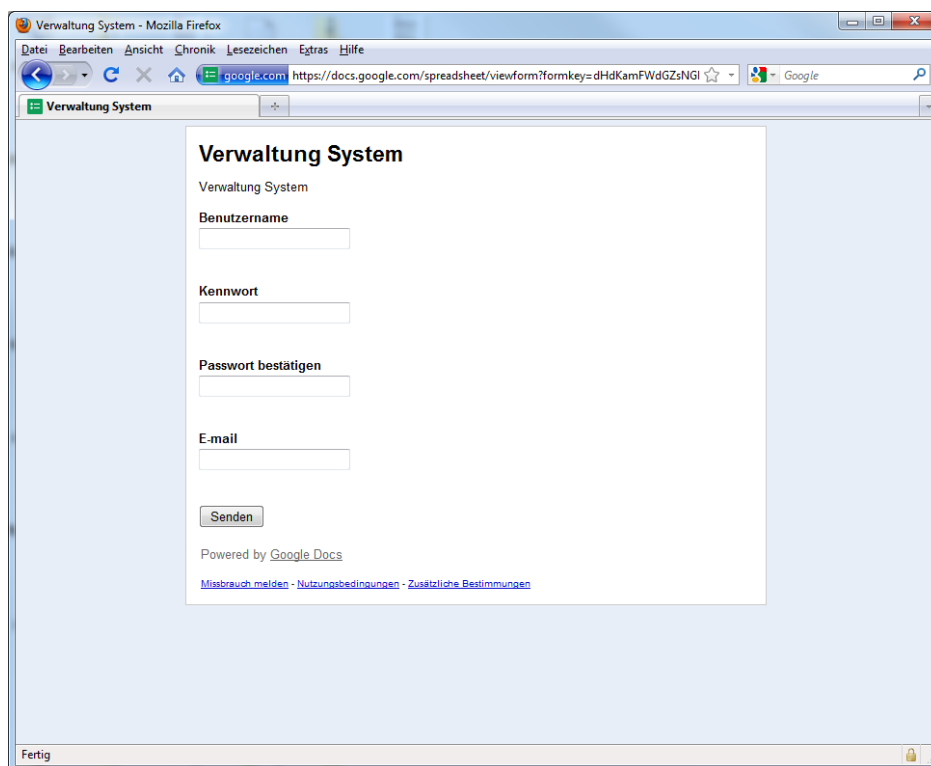 Verwaltung System - Mozilla Firefox
Datei Bearbeiten Ansicht Chronik Lesezeichen Extras Hilfe
google.com https://docs.google.com/spreadsheet/viewform?formkey=dHdKamFWdGZsNGl Google
Verwaltung System
Verwaltung System
Verwaltung System
Benutzername
Kennwort
Passwort bestätigen
E-mail
Senden
Powered by Google Docs
Missbrauch melden - Nutzungsbedingungen - Zusätzliche Bestimmungen
Fertig